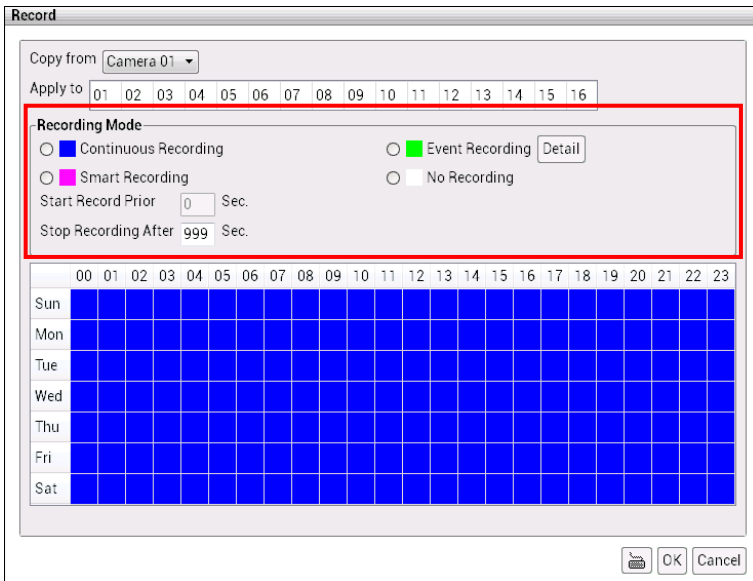 Record
Copy from Camera 01
Apply to 01 02 03 04 05 06 07 08 09 10 11 12 13 14 15 16
Recording Mode
Continuous Recording Event Recording Detail
Smart Recording No Recording
Start Record Prior 0 Sec.
Stop Recording After 999 Sec.
00 01 02 03 04 05 06 07 08 09 10 11 12 13 14 15 16 17 18 19 20 21 22 23
Sun
Mon
Tue
Wed
Thu
Fri
Sat
OK Cancel